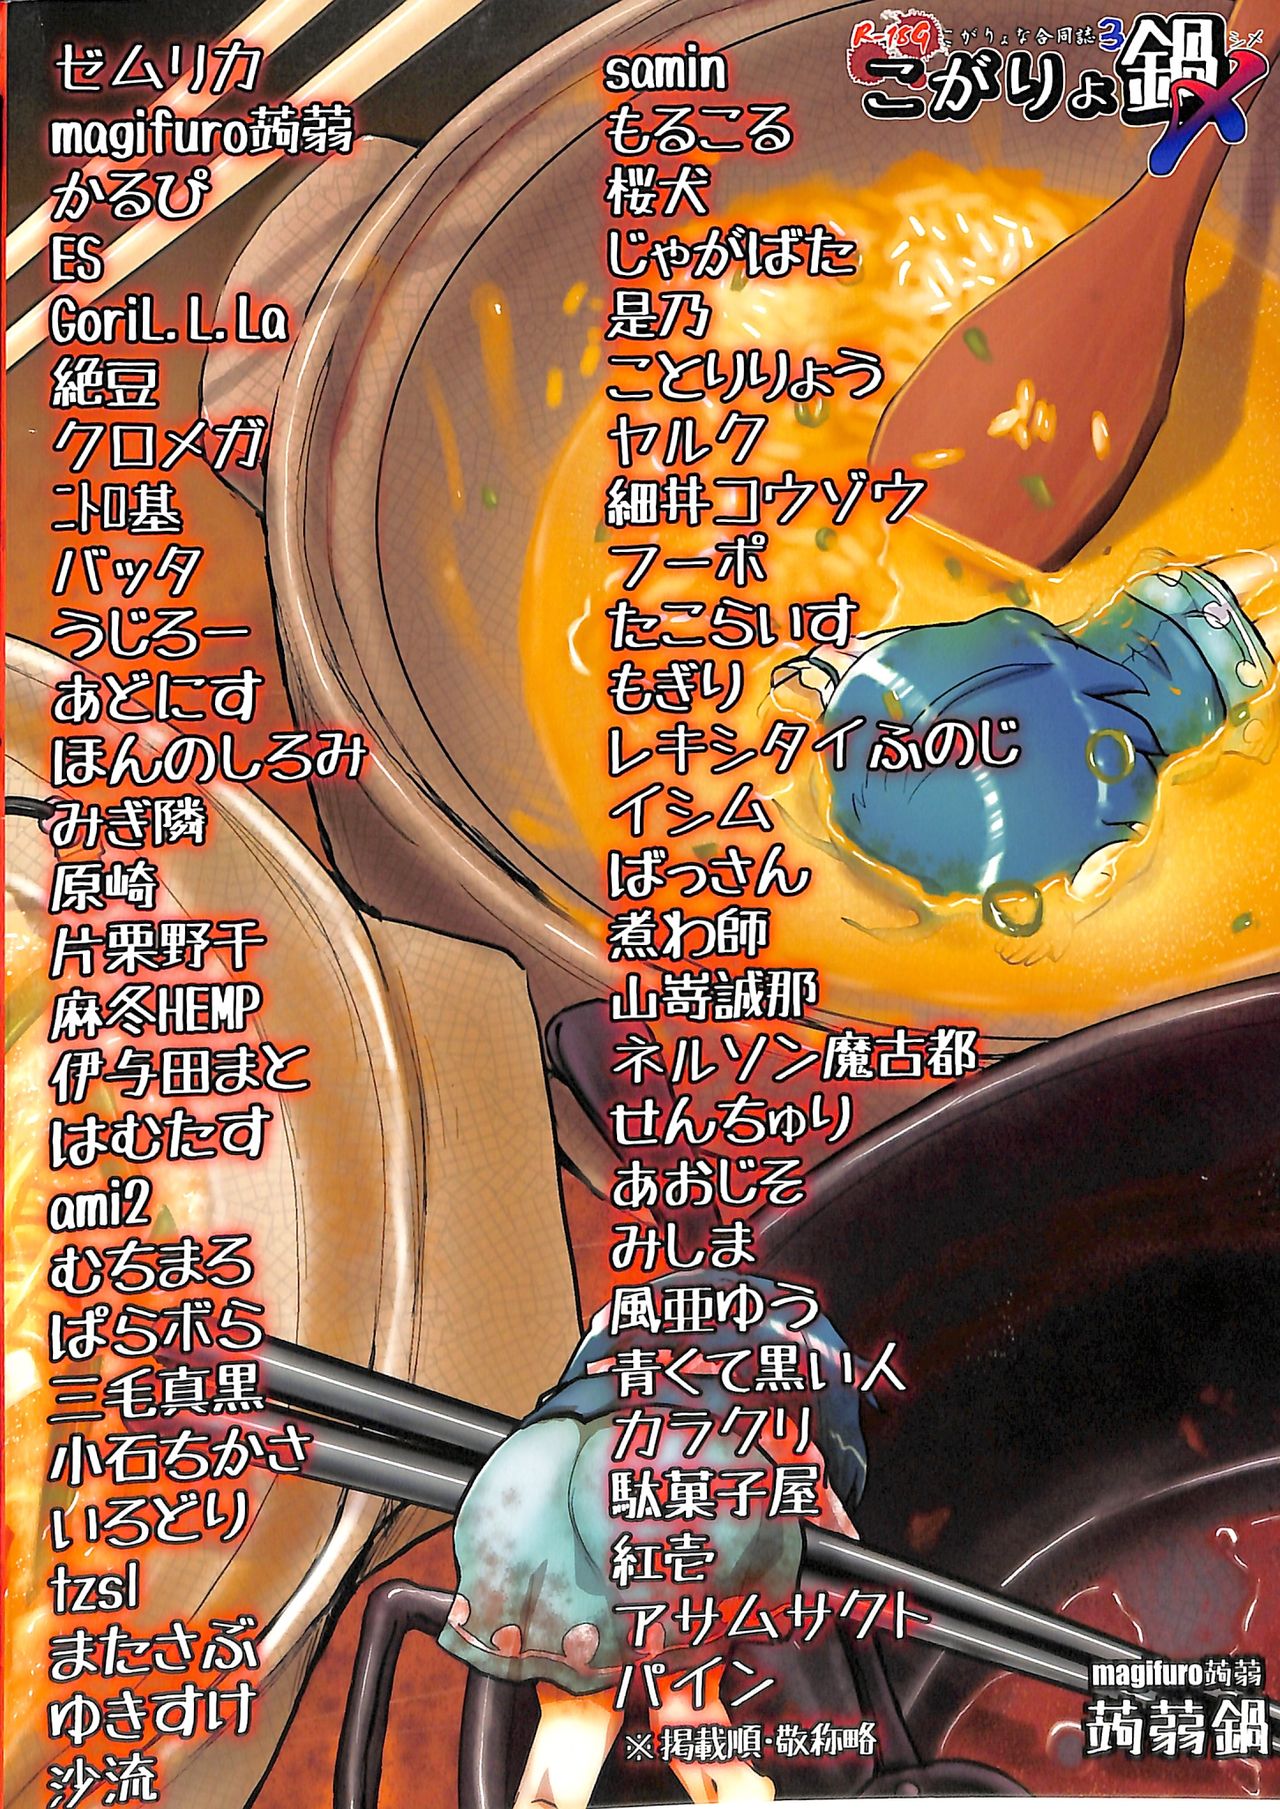 R-18G こがりょな合同誌3
こがりょ鍋〆
シメ
ゼムリカ
magifuro蒟蒻
かるぴ
ES
GoriL.L.La
絶豆
クロメガ
ﾆﾄﾛ基
バッタ
うじろー
あどにす
ほんのしろみ
みぎ隣
原崎
片栗野千
麻冬HEMP
伊与田まと
はむたす
ami2
むちまろ
ぱらボら
三毛真黒
小石ちかさ
いろどり
tzsl
またさぶ
ゆきすけ
沙流
samin
もるこる
桜犬
じゃがばた
是乃
ことりりょう
ヤルク
細井コウゾウ
フーポ
たこらいす
もぎり
レキシタイふのじ
イシム
ばっさん
煮わ師
山嵜誠那
ネルソン魔古都
せんちゅり
あおじそ
みしま
風亜ゆう
青くて黒い人
カラクリ
駄菓子屋
紅壱
アサムサクト
パイン
※掲載順・敬称略
magifuro蒟蒻
蒟蒻鍋